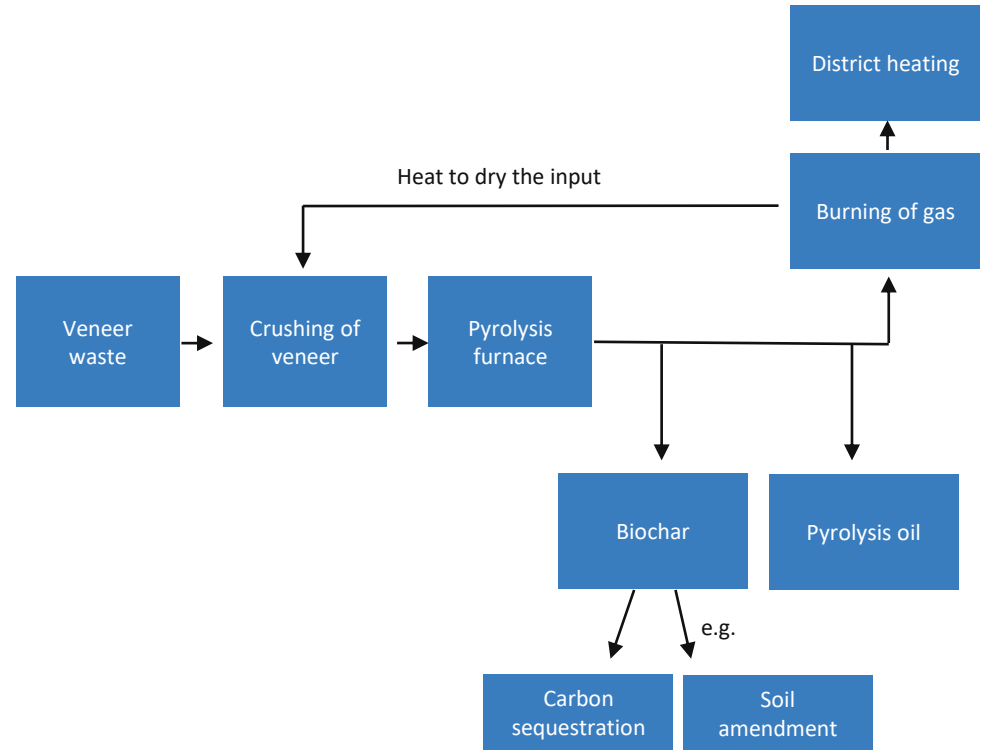 District heating
Heat to dry the input
Burning of gas
Veneer
waste
Crushing of
veneer
Pyrolysis
furnace
Biochar
Pyrolysis oil
e.g.
Carbon
sequestration
Soil
amendment